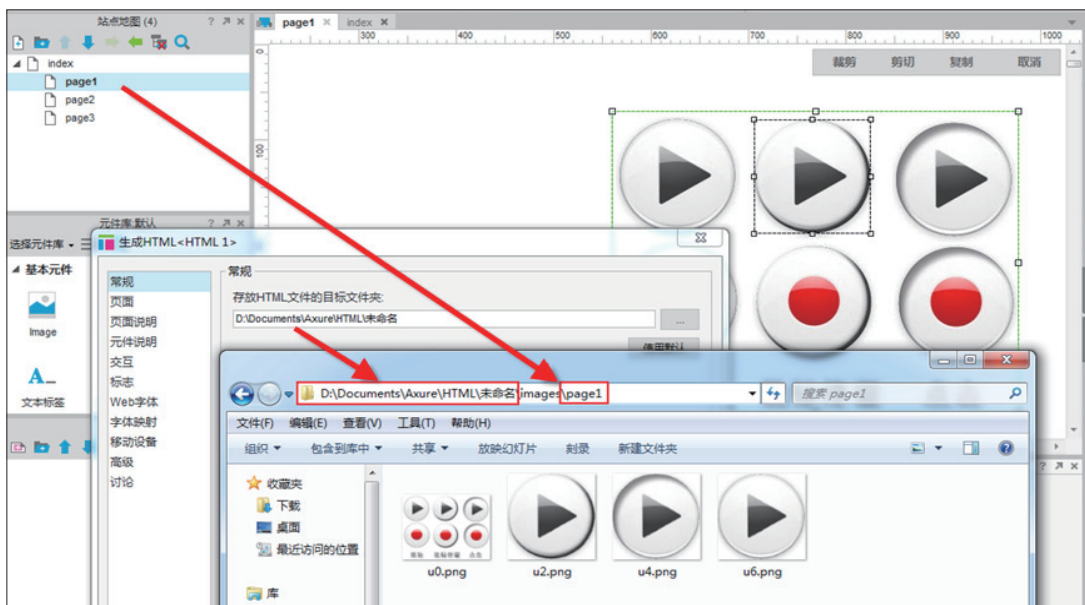 站点地图 (4)
page1 index
300 400 500 600 700 800 900 1000
index
page1
page2
page3
裁剪 剪切 复制 取消
0
100
元件库:默认
选择元件库
生成HTML<HTML 1>
基本元件
Image
文本标签
常规
页面
页面说明
元件说明
交互
标志
Web字体
字体映射
移动设备
高级
讨论
常规
存放HTML文件的目标文件夹:
D:\Documents\Axure\HTML\未命名
...
使用默认
D:\Documents\Axure\HTML\未命名\images\page1
搜索 page1
文件(F) 编辑(E) 查看(V) 工具(T) 帮助(H)
组织 包含到库中 共享 放映幻灯片 刻录 新建文件夹
收藏夹
下载
桌面
最近访问的位置
库
u0.png u2.png u4.png u6.png